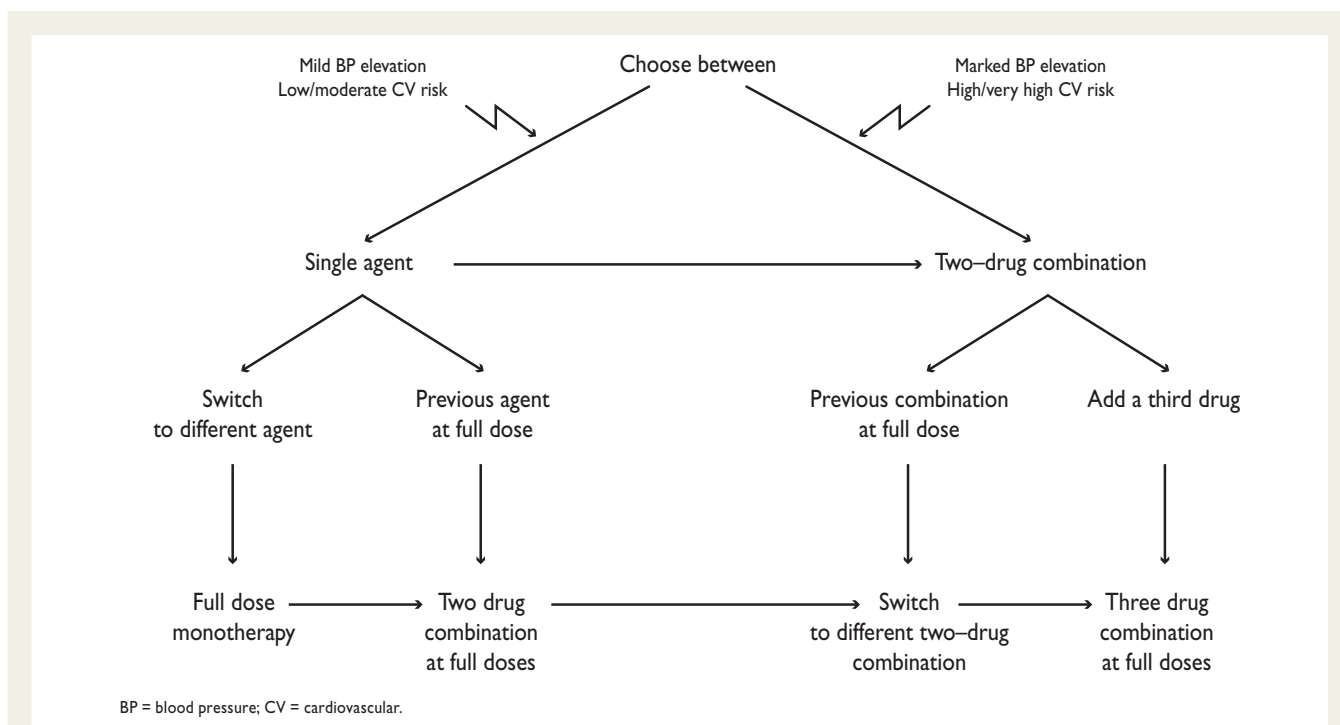 Choose between
Mild BP elevation
Low/moderate CV risk
Marked BP elevation
High/very high CV risk
Single agent
Two–drug combination
Switch
to different agent
Previous agent
at full dose
Previous combination
at full dose
Add a third drug
Full dose
monotherapy
Two drug
combination
at full doses
Switch
to different two–drug
combination
Three drug
combination
at full doses
BP = blood pressure; CV = cardiovascular.